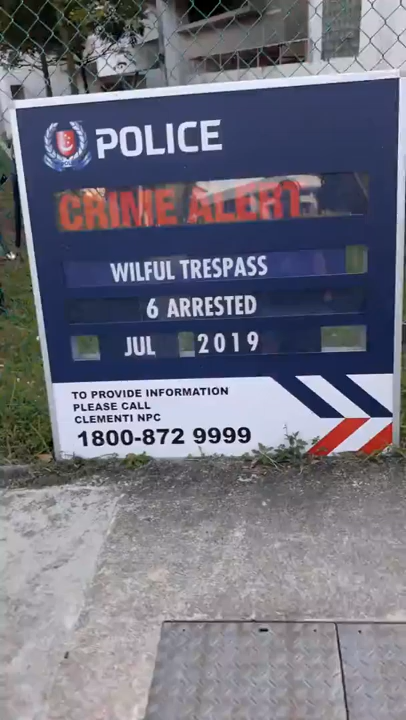 POLICE
CRIME ALERT
WILFUL TRESPASS
6 ARRESTED
JUL 2019
TO PROVIDE INFORMATION
PLEASE CALL
CLEMENTI NPC
1800-872 9999